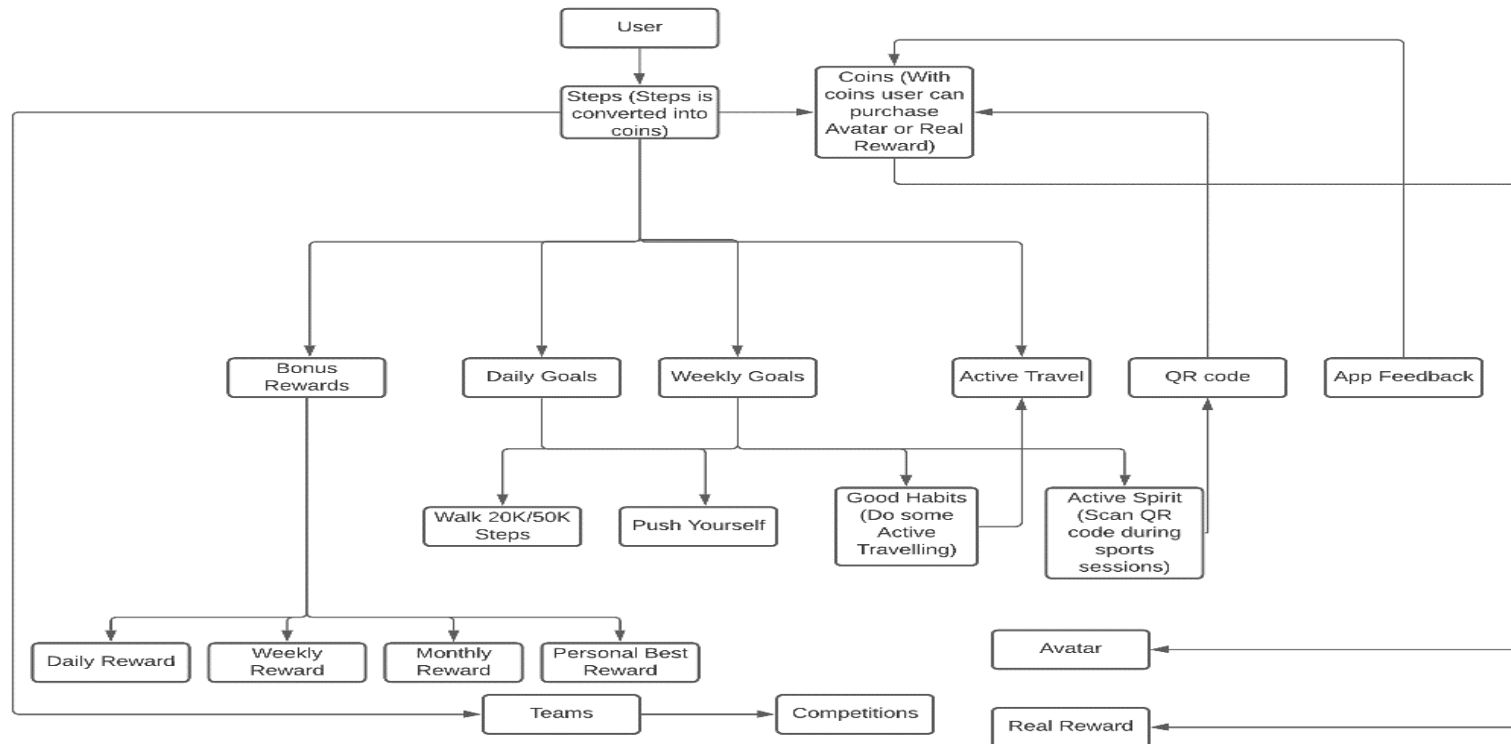 User
Steps (Steps is
converted into
coins)
Coins (With
coins user can
purchase
Avatar or Real
Reward)
Bonus
Rewards
Daily Goals
Weekly Goals
Active Travel
QR code
App Feedback
Walk 20K/50K
Steps
Push Yourself
Good Habits
(Do some
Active
Travelling)
Active Spirit
(Scan QR
code during
sports
sessions)
Daily Reward
Weekly
Reward
Monthly
Reward
Personal Best
Reward
Avatar
Teams
Competitions
Real Reward